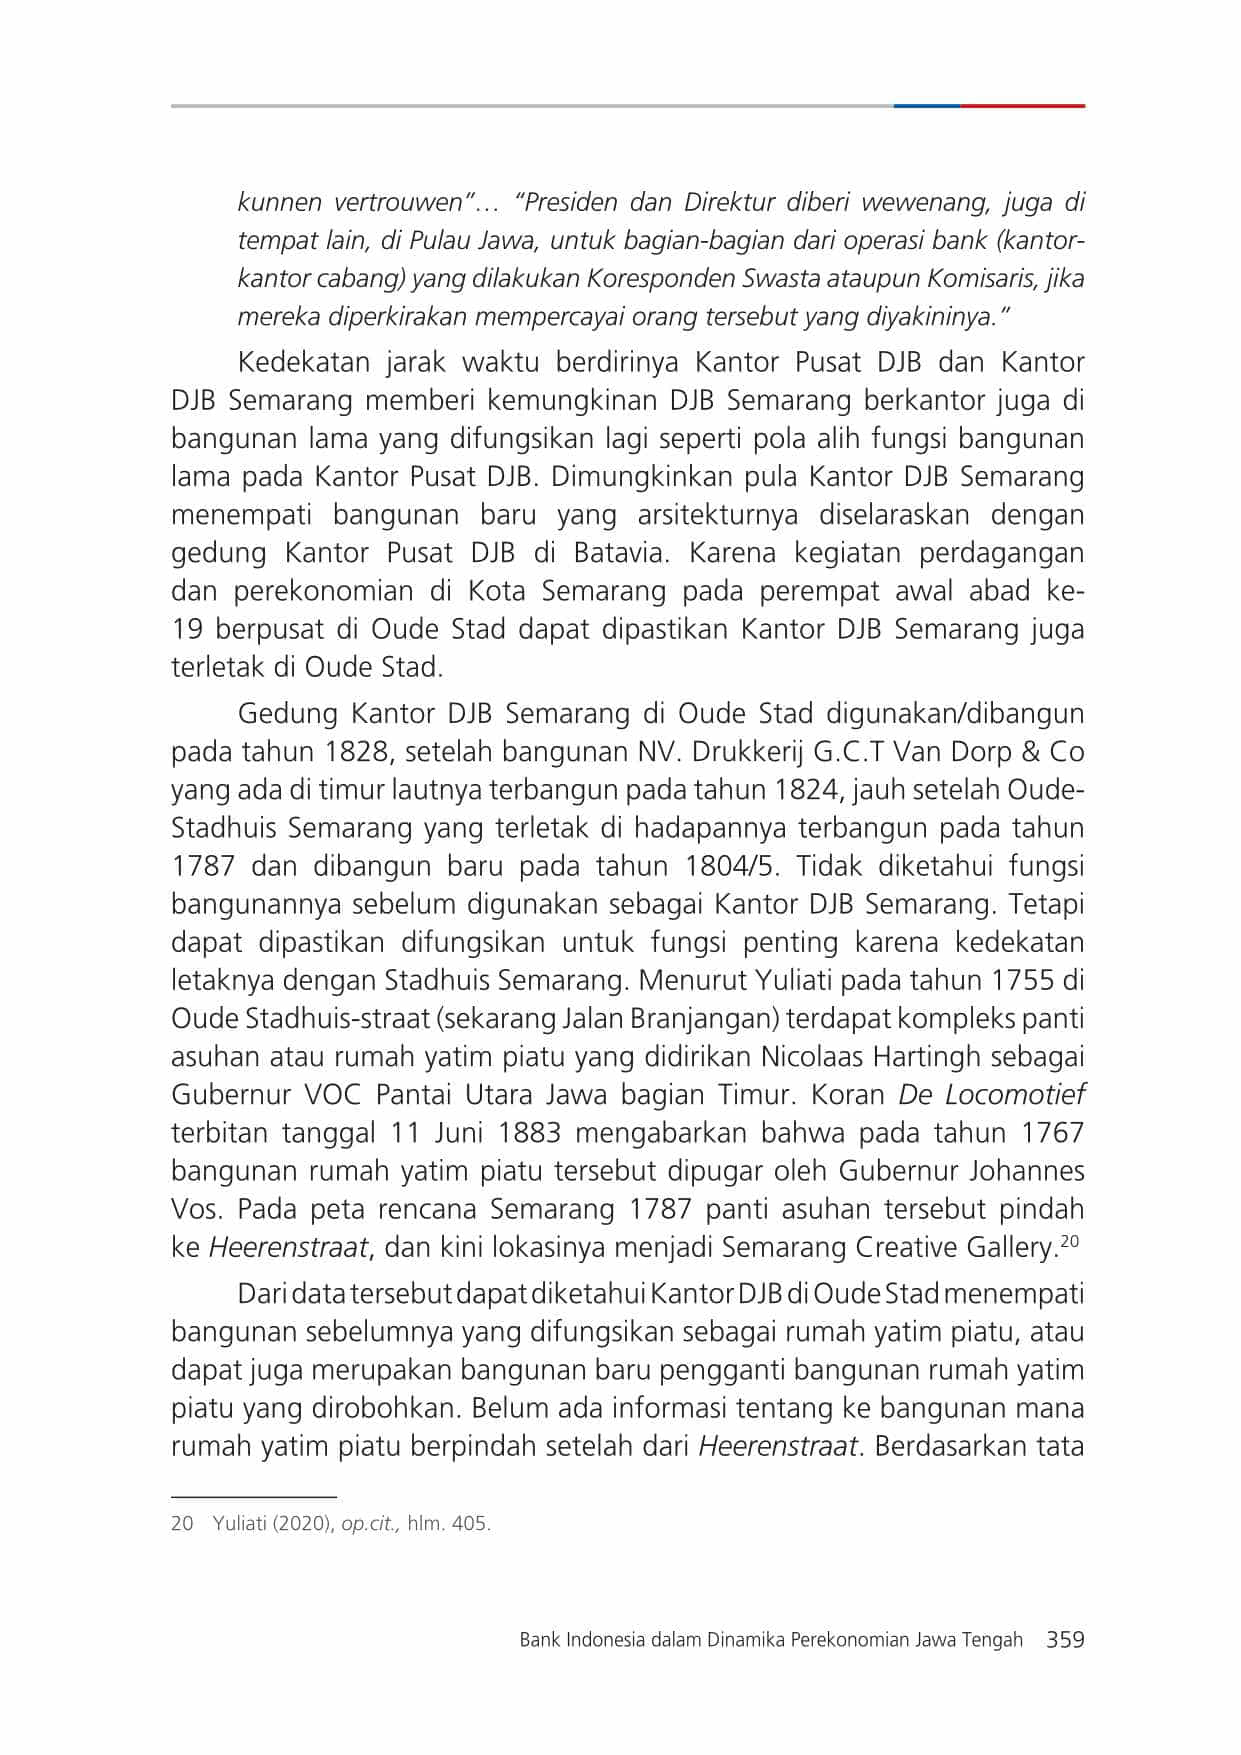 kunnen vertrouwen”… “Presiden dan Direktur diberi wewenang, juga di
tempat lain, di Pulau Jawa, untuk bagian-bagian dari operasi bank (kantor-
kantor cabang) yang dilakukan Koresponden Swasta ataupun Komisaris, jika
mereka diperkirakan mempercayai orang tersebut yang diyakininya.”
Kedekatan jarak waktu berdirinya Kantor Pusat DJB dan Kantor
DJB Semarang memberi kemungkinan DJB Semarang berkantor juga di
bangunan lama yang difungsikan lagi seperti pola alih fungsi bangunan
lama pada Kantor Pusat DJB. Dimungkinkan pula Kantor DJB Semarang
menempati bangunan baru yang arsitekturnya diselaraskan dengan
gedung Kantor Pusat DJB di Batavia. Karena kegiatan perdagangan
dan perekonomian di Kota Semarang pada perempat awal abad ke-
19 berpusat di Oude Stad dapat dipastikan Kantor DJB Semarang juga
terletak di Oude Stad.
Gedung Kantor DJB Semarang di Oude Stad digunakan/dibangun
pada tahun 1828, setelah bangunan NV. Drukkerij G.C.T Van Dorp & Co
yang ada di timur lautnya terbangun pada tahun 1824, jauh setelah Oude-
Stadhuis Semarang yang terletak di hadapannya terbangun pada tahun
1787 dan dibangun baru pada tahun 1804/5. Tidak diketahui fungsi
bangunannya sebelum digunakan sebagai Kantor DJB Semarang. Tetapi
dapat dipastikan difungsikan untuk fungsi penting karena kedekatan
letaknya dengan Stadhuis Semarang. Menurut Yuliati pada tahun 1755 di
Oude Stadhuis-straat (sekarang Jalan Branjangan) terdapat kompleks panti
asuhan atau rumah yatim piatu yang didirikan Nicolaas Hartingh sebagai
Gubernur VOC Pantai Utara Jawa bagian Timur. Koran De Locomotief
terbitan tanggal 11 Juni 1883 mengabarkan bahwa pada tahun 1767
bangunan rumah yatim piatu tersebut dipugar oleh Gubernur Johannes
Vos. Pada peta rencana Semarang 1787 panti asuhan tersebut pindah
ke Heerenstraat, dan kini lokasinya menjadi Semarang Creative Gallery.20
Dari data tersebut dapat diketahui Kantor DJB di Oude Stad menempati
bangunan sebelumnya yang difungsikan sebagai rumah yatim piatu, atau
dapat juga merupakan bangunan baru pengganti bangunan rumah yatim
piatu yang dirobohkan. Belum ada informasi tentang ke bangunan mana
rumah yatim piatu berpindah setelah dari Heerenstraat. Berdasarkan tata
20 Yuliati (2020), op.cit., hlm. 405.
Bank Indonesia dalam Dinamika Perekonomian Jawa Tengah 359